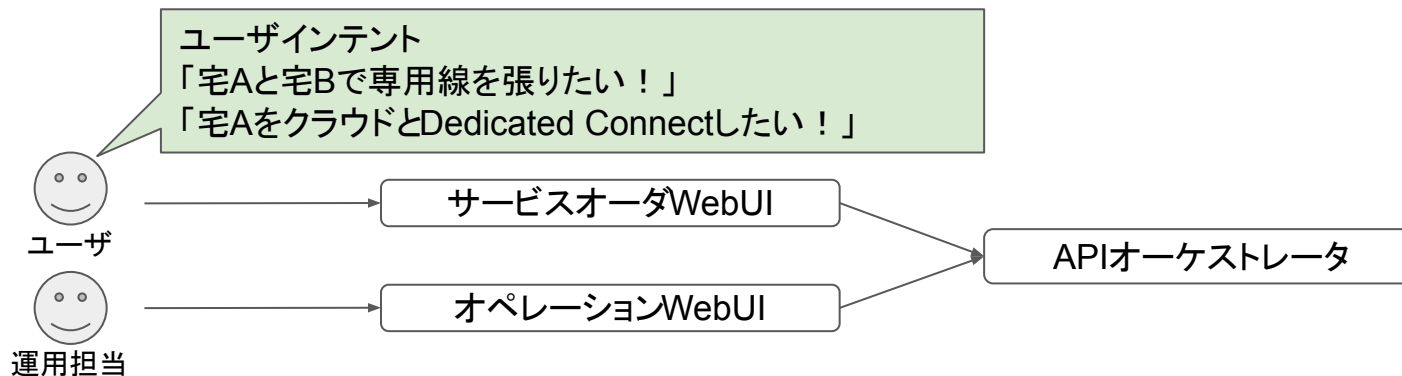 ユーザインテント
「宅Aと宅Bで専用線を張りたい！」
「宅AをクラウドとDedicated Connectしたい！」
ユーザ
サービスオーダWebUI
APIオーケストレータ
オペレーションWebUI
運用担当